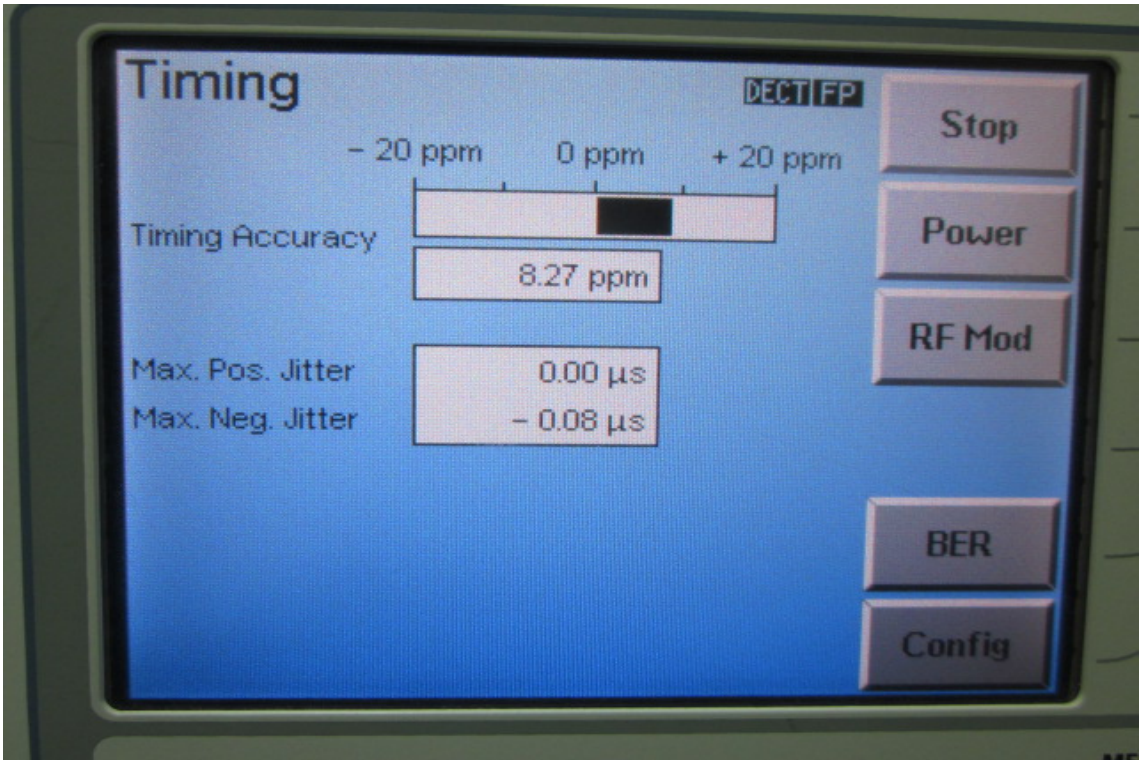 Timing
DECT FP
− 20 ppm 0 ppm + 20 ppm
Timing Accuracy
8.27 ppm
Max. Pos. Jitter 0.00 µs
Max. Neg. Jitter − 0.08 µs
Stop
Power
RF Mod
BER
Config